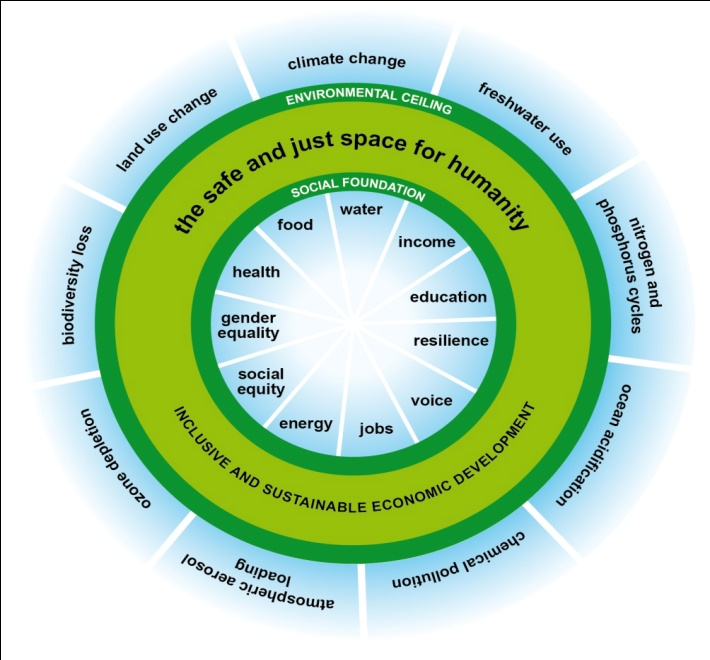 climate change
freshwater use
nitrogen and
phosphorus cycles
ocean acidification
chemical pollution
atmospheric aerosol
loading
ozone depletion
biodiversity loss
land use change
ENVIRONMENTAL CEILING
the safe and just space for humanity
SOCIAL FOUNDATION
water
income
education
resilience
voice
jobs
energy
social
equity
gender
equality
health
food
INCLUSIVE AND SUSTAINABLE ECONOMIC DEVELOPMENT